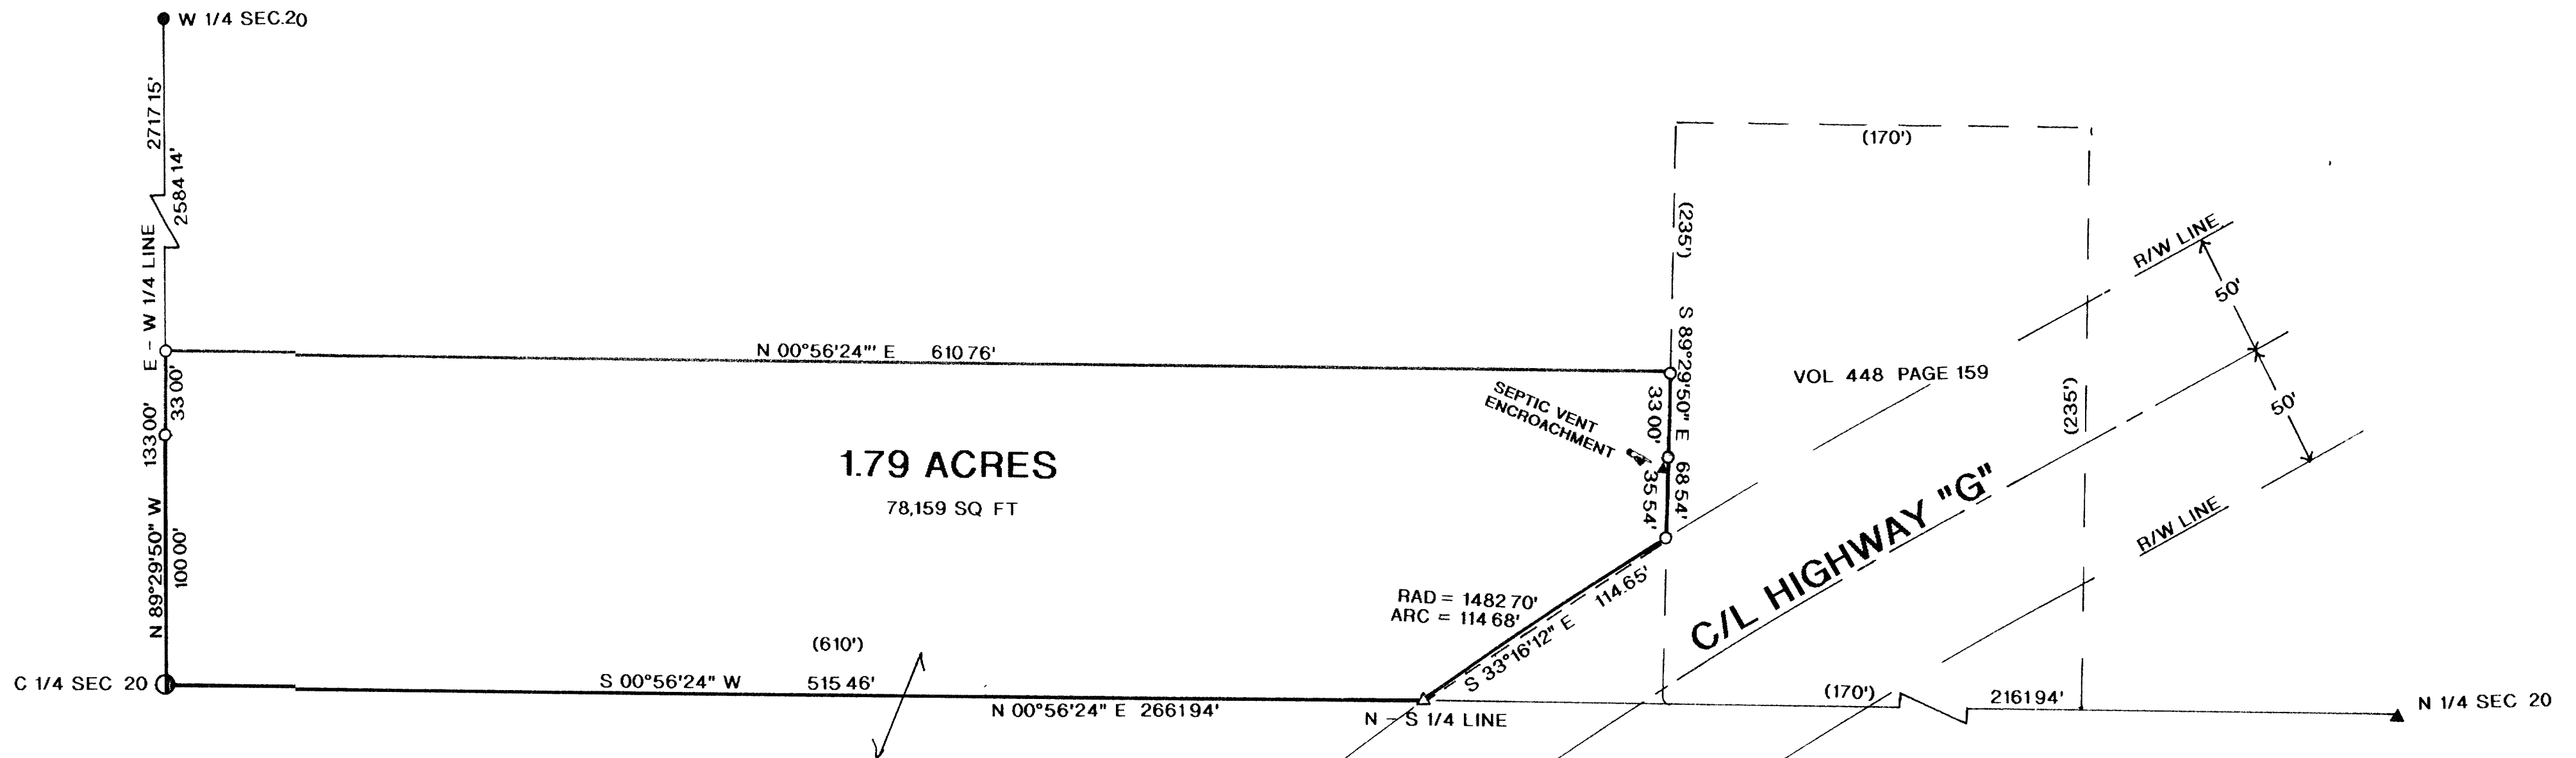 W 1/4 SEC.20
2717 15'
2584 14'
E - W 1/4 LINE
33 00'
133 00'
N 89°29'50" W
100 00'
C 1/4 SEC 20
N 00°56'24"' E 610 76'
1.79 ACRES
78,159 SQ FT
(610')
S 00°56'24" W 515 46'
N 00°56'24" E 2661 94'
N - S 1/4 LINE
RAD = 1482 70'
ARC = 114 68'
S 33°16'12" E 114.65'
SEPTIC VENT
ENCROACHMENT
33 00'
35 54'
(235')
S 89°29'50" E 68 54'
(170')
VOL 448 PAGE 159
(235')
C/L HIGHWAY "G"
R/W LINE
50'
50'
R/W LINE
(170')
2161 94'
N 1/4 SEC 20